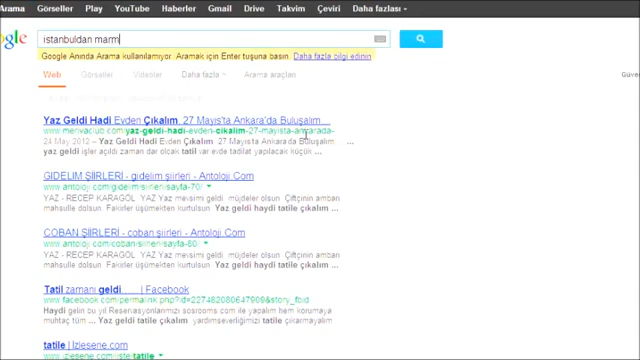 Arama Görseller Play YouTube Haberler Gmail Drive Takvim Çeviri Daha fazlası
istanbuldan marm
Google Anında Arama kullanılamıyor. Aramak için Enter tuşuna basın. Daha fazla bilgi edinin
Web Görseller Videolar Daha fazla Arama araçları
Yaz Geldi Hadi Evden Çıkalım, 27 Mayıs'ta Ankara'da Buluşalım ...
www.merivaclub.com/yaz-geldi-hadi-evden-cikalim-27-mayista-ankarada-
24 May 2012 – Yaz Geldi Hadi Evden Çıkalım 27 Mayıs'ta Ankara'da Buluşalım ...
yaz geldi işler açıldı zaman dar olcak tatil var evde tadilat yapılacak küçük ...
GİDELİM ŞİİRLERİ - gidelim şiirleri - Antoloji.Com
www.antoloji.com/gidelim/siirleri/sayfa-70/
YAZ - RECEP KARAGÖL YAZ Yaz mevsimi geldi müjdeler olsun. Çiftçinin ambarı
mahsulle dolsun. Fakirler üşümekten kurtulsun Yaz geldi haydi tatile çıkalım ...
ÇOBAN ŞİİRLERİ - çoban şiirleri - Antoloji.Com
www.antoloji.com/coban/siirleri/sayfa-80/
YAZ - RECEP KARAGÖL YAZ Yaz mevsimi geldi müjdeler olsun. Çiftçinin ambarı
mahsulle dolsun. Fakirler üşümekten kurtulsun Yaz geldi haydi tatile çıkalım ...
Tatil zamanı geldi...... | Facebook
www.facebook.com/permalink.php?id=227482080647909&story_fbid
Haydi gelin bu yıl Rezervasyonlarımızı sosrooms.com ile yapalım hem korumaya
muhtaç tüm ... Yaz geldi tatile çıkalım yardımseverliğimizi tatile çıkarmayalım
tatile | İzlesene.com
www.izlesene.com/iste-tatile